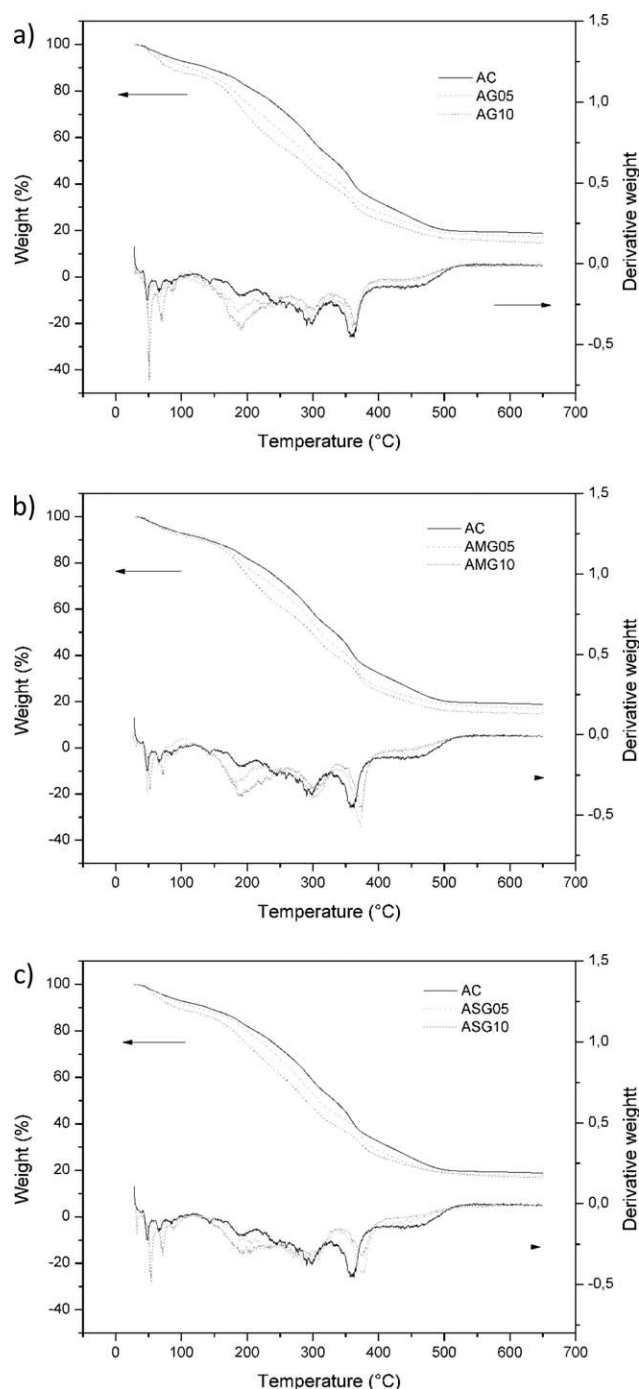 a)
AC
AG05
AG10
Weight (%)
100
80
60
40
20
0
-20
-40
1,5
1,0
0,5
0,0
-0,5
Derivative weight
0 100 200 300 400 500 600 700
Temperature (°C)
b)
AC
AMG05
AMG10
Weight (%)
100
80
60
40
20
0
-20
-40
1,5
1,0
0,5
0,0
-0,5
Derivative weightt
0 100 200 300 400 500 600 700
Temperature (°C)
c)
AC
ASG05
ASG10
Weight (%)
100
80
60
40
20
0
-20
-40
1,5
1,0
0,5
0,0
-0,5
Derivative weightt
0 100 200 300 400 500 600 700
Temperature (°C)